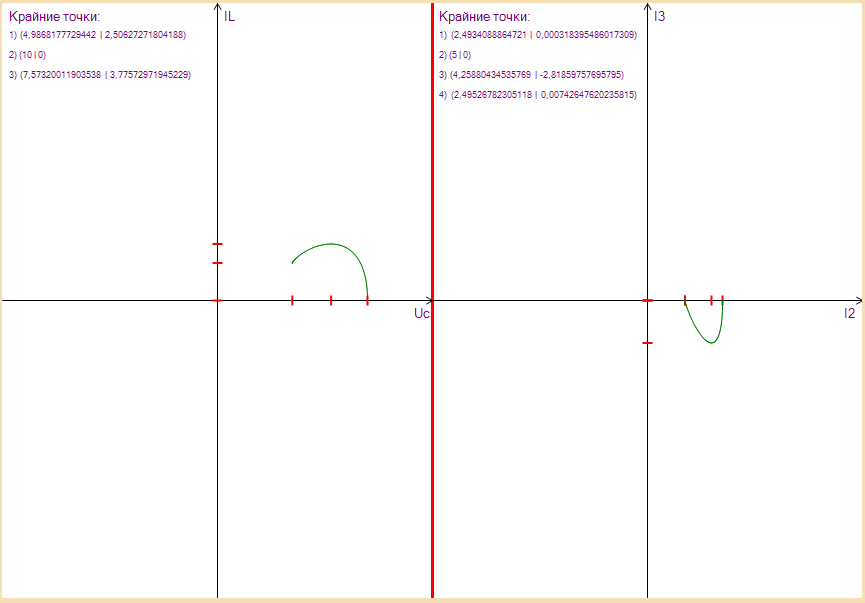 Крайние точки:
1) (4,9868177729442 | 2,50627271804188)
2) (10 | 0)
3) (7,57320011903538 | 3,77572971945229)
IL
Uc
Крайние точки:
1) (2,4934088864721 | 0,000318395486017309)
2) (5 | 0)
3) (4,25880434535769 | -2,81859757695795)
4) (2,49526782305118 | 0,00742647620235815)
I3
I2